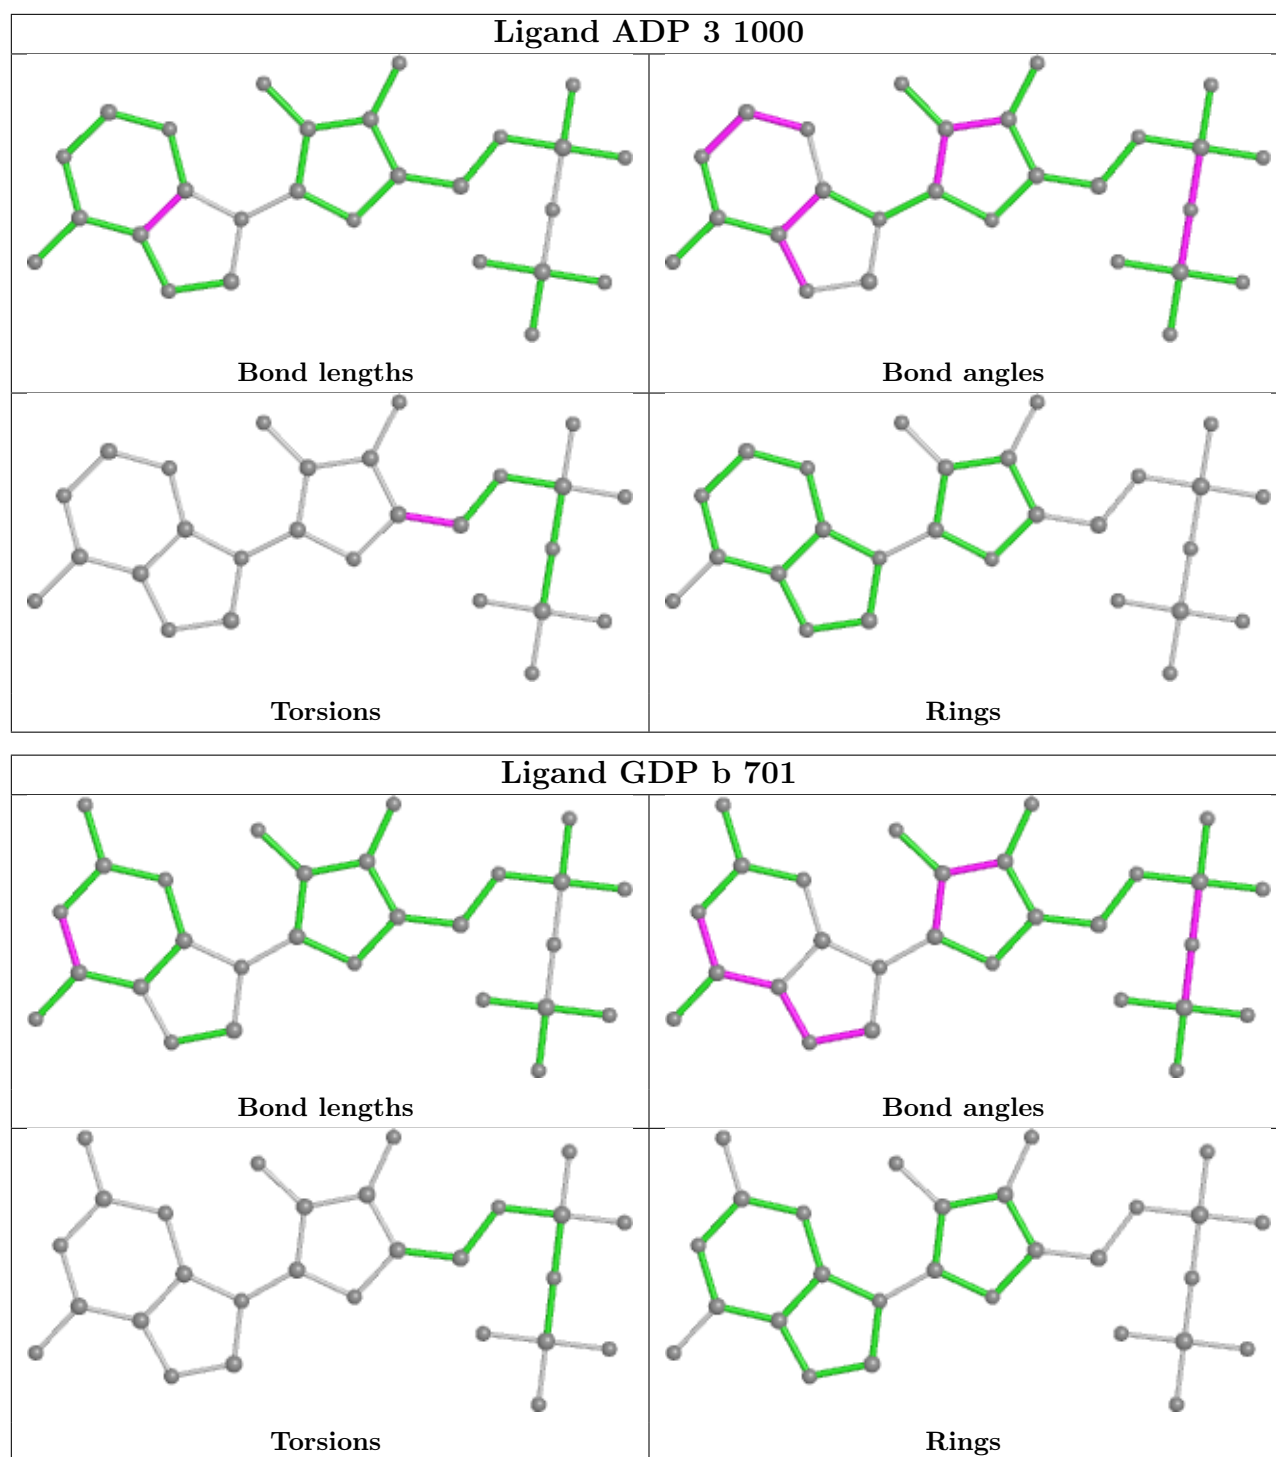 Ligand ADP 3 1000
Bond lengths
Bond angles
Torsions
Rings
Ligand GDP b 701
Bond lengths
Bond angles
Torsions
Rings